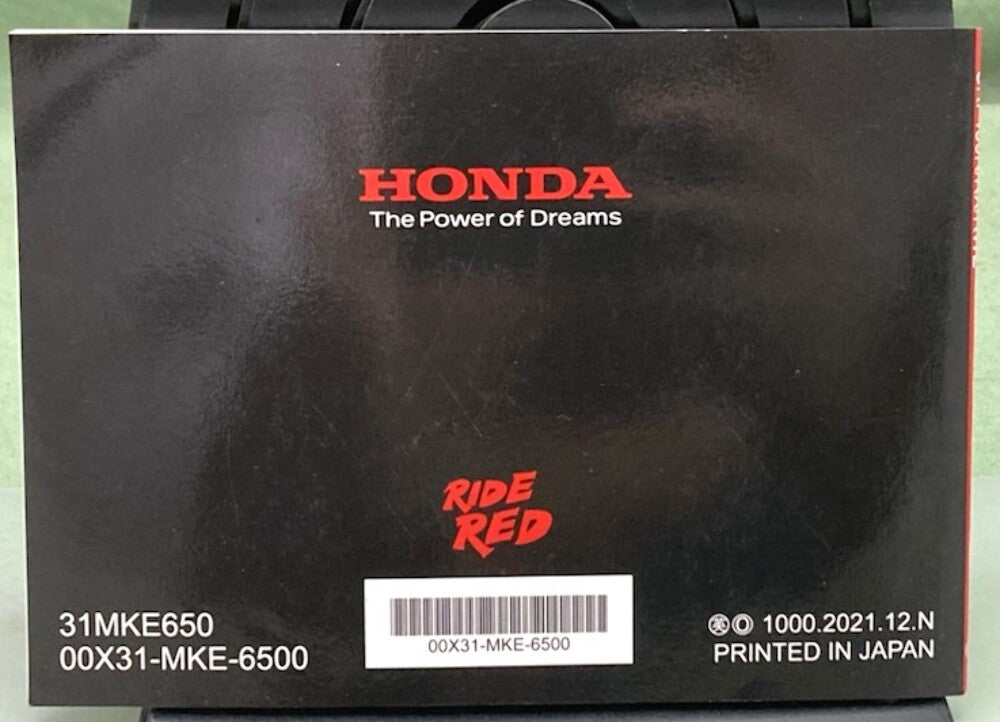 HONDA
The Power of Dreams
RIDE
RED
31MKE650
00X31-MKE-6500
00X31-MKE-6500
英 O 1000.2021.12.N
PRINTED IN JAPAN